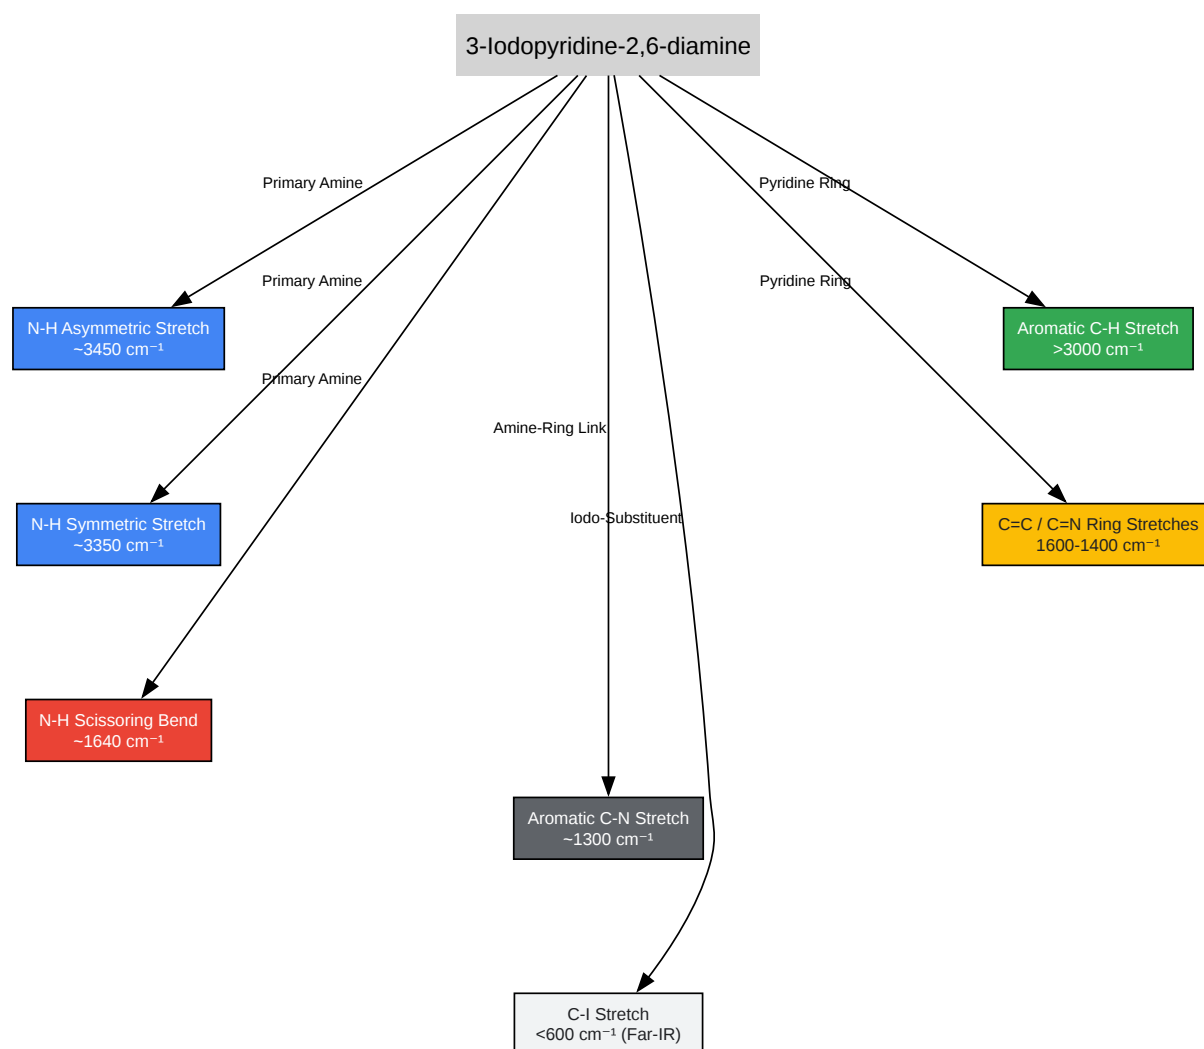 3-Iodopyridine-2,6-diamine
Primary Amine
Pyridine Ring
Primary Amine
Pyridine Ring
N-H Asymmetric Stretch
~3450 cm⁻¹
Aromatic C-H Stretch
>3000 cm⁻¹
Primary Amine
Amine-Ring Link
Iodo-Substituent
N-H Symmetric Stretch
~3350 cm⁻¹
C=C / C=N Ring Stretches
1600-1400 cm⁻¹
N-H Scissoring Bend
~1640 cm⁻¹
Aromatic C-N Stretch
~1300 cm⁻¹
C-I Stretch
<600 cm⁻¹ (Far-IR)